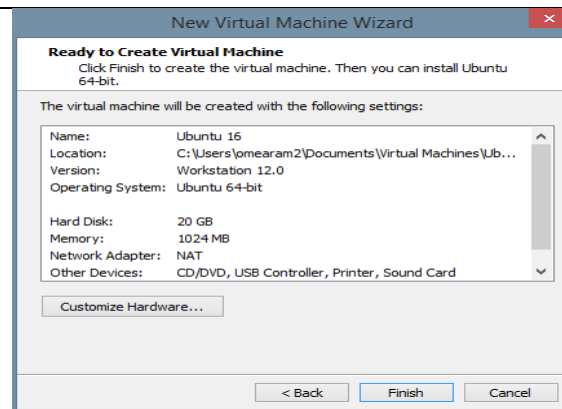 New Virtual Machine Wizard
Ready to Create Virtual Machine
Click Finish to create the virtual machine. Then you can install Ubuntu
64-bit.
The virtual machine will be created with the following settings:
Name: Ubuntu 16
Location: C:\Users\omearam2\Documents\Virtual Machines\Ub...
Version: Workstation 12.0
Operating System: Ubuntu 64-bit
Hard Disk: 20 GB
Memory: 1024 MB
Network Adapter: NAT
Other Devices: CD/DVD, USB Controller, Printer, Sound Card
Customize Hardware...
< Back Finish Cancel